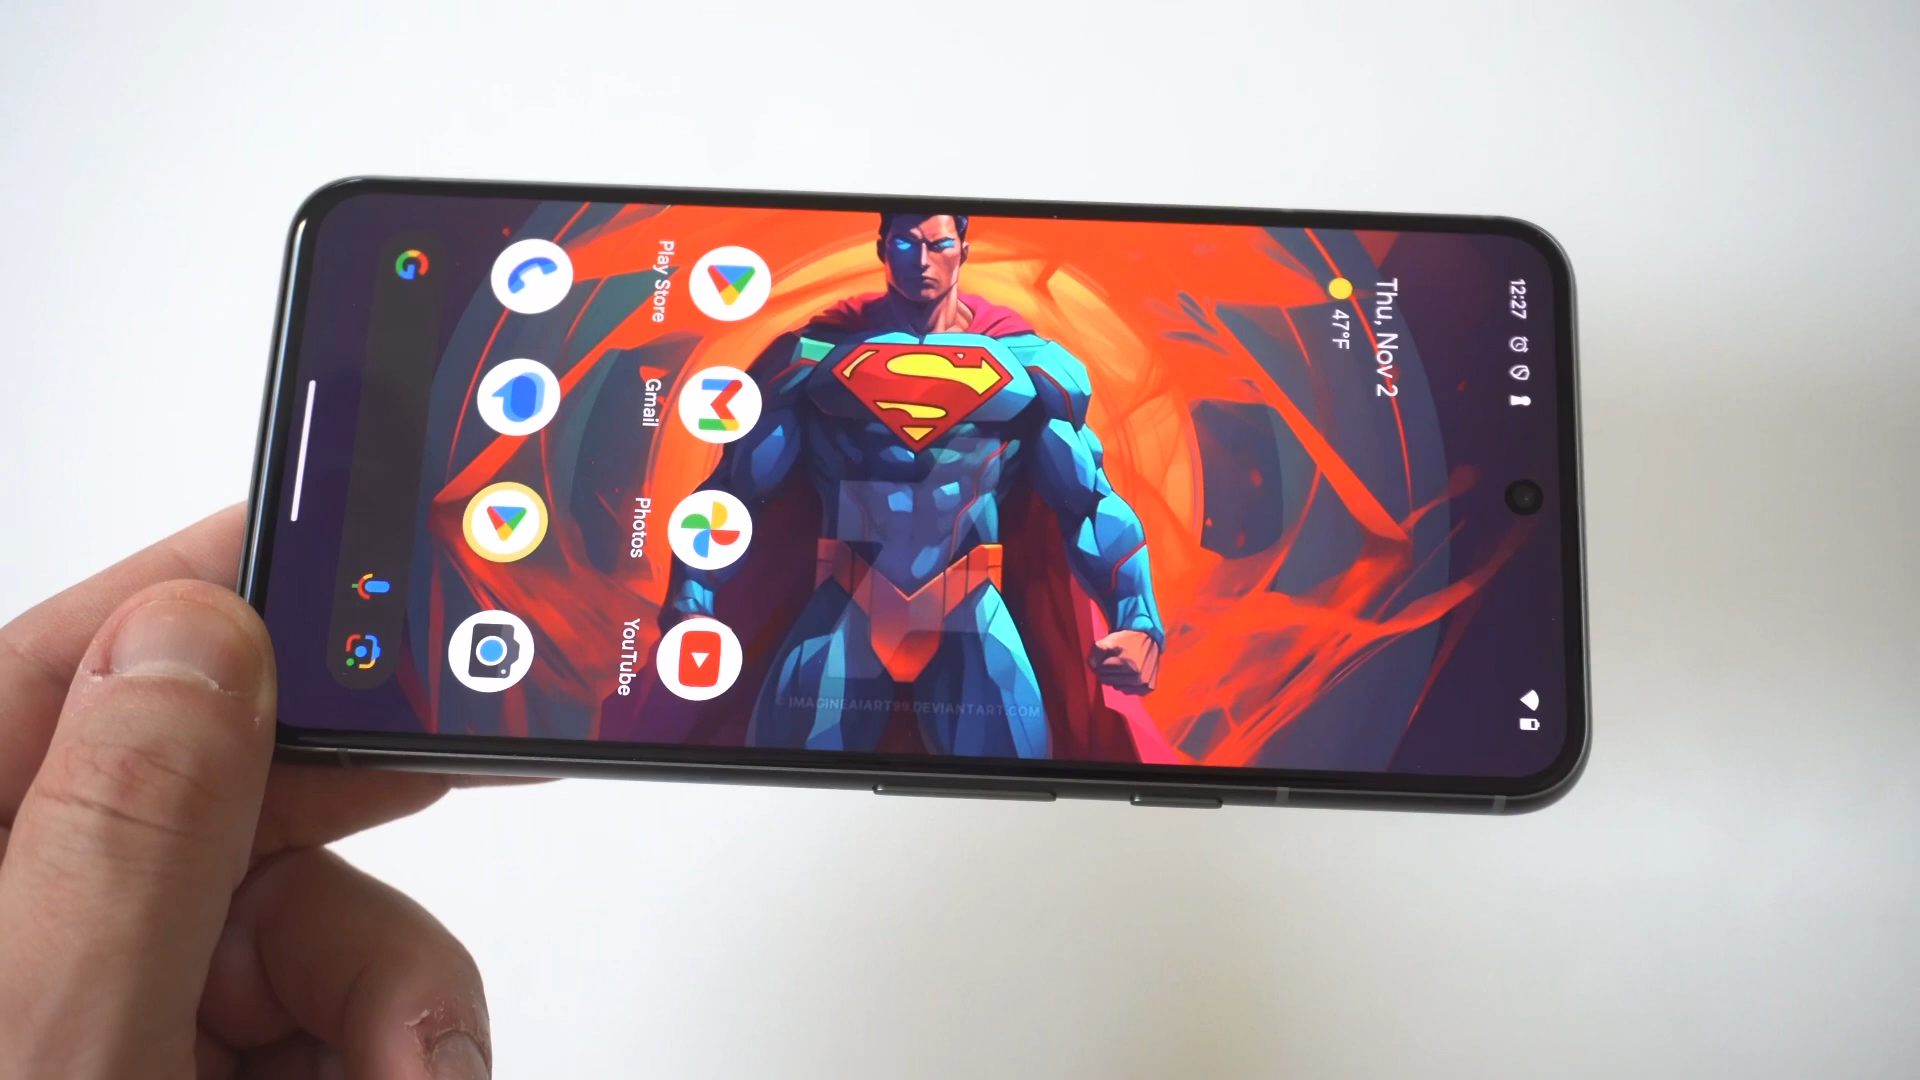 12:27
Thu, Nov 2
47°F
Play Store
Gmail
Photos
YouTube
© IMAGINEAIART99.DEVIANTART.COM